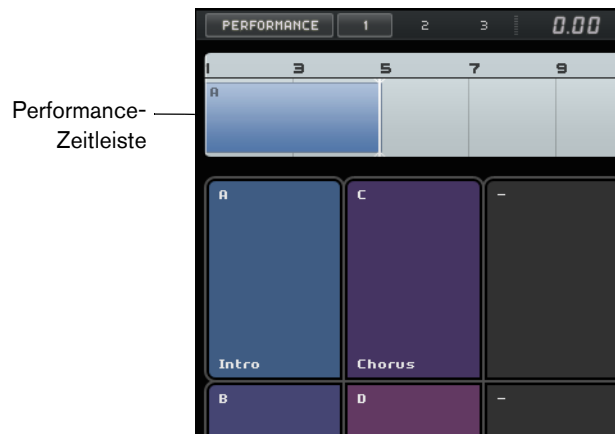 PERFORMANCE 1 2 3 0.00
1 3 5 7 9
A
Performance-
Zeitleiste
A C -
Intro Chorus
B D -